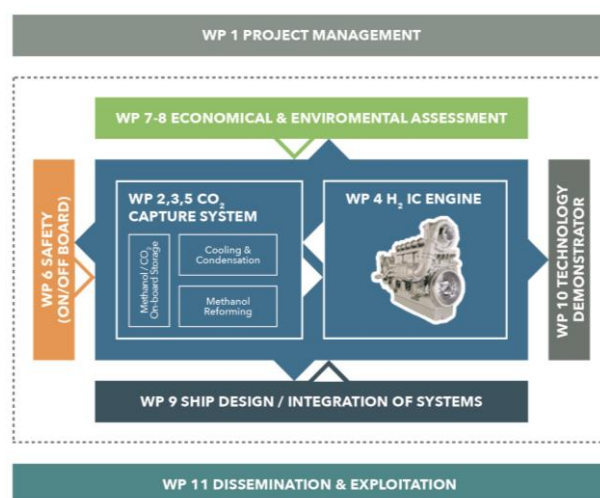 WP 1 PROJECT MANAGEMENT
WP 7-8 ECONOMICAL & ENVIROMENTAL ASSESSMENT
WP 6 SAFETY
(ON/OFF BOARD)
WP 2,3,5 CO₂
CAPTURE SYSTEM
Methanol / CO₂
On-board Storage
Cooling &
Condensation
Methanol
Reforming
WP 4 H₂ IC ENGINE
WP 10 TECHNOLOGY
DEMONSTRATOR
WP 9 SHIP DESIGN / INTEGRATION OF SYSTEMS
WP 11 DISSEMINATION & EXPLOITATION